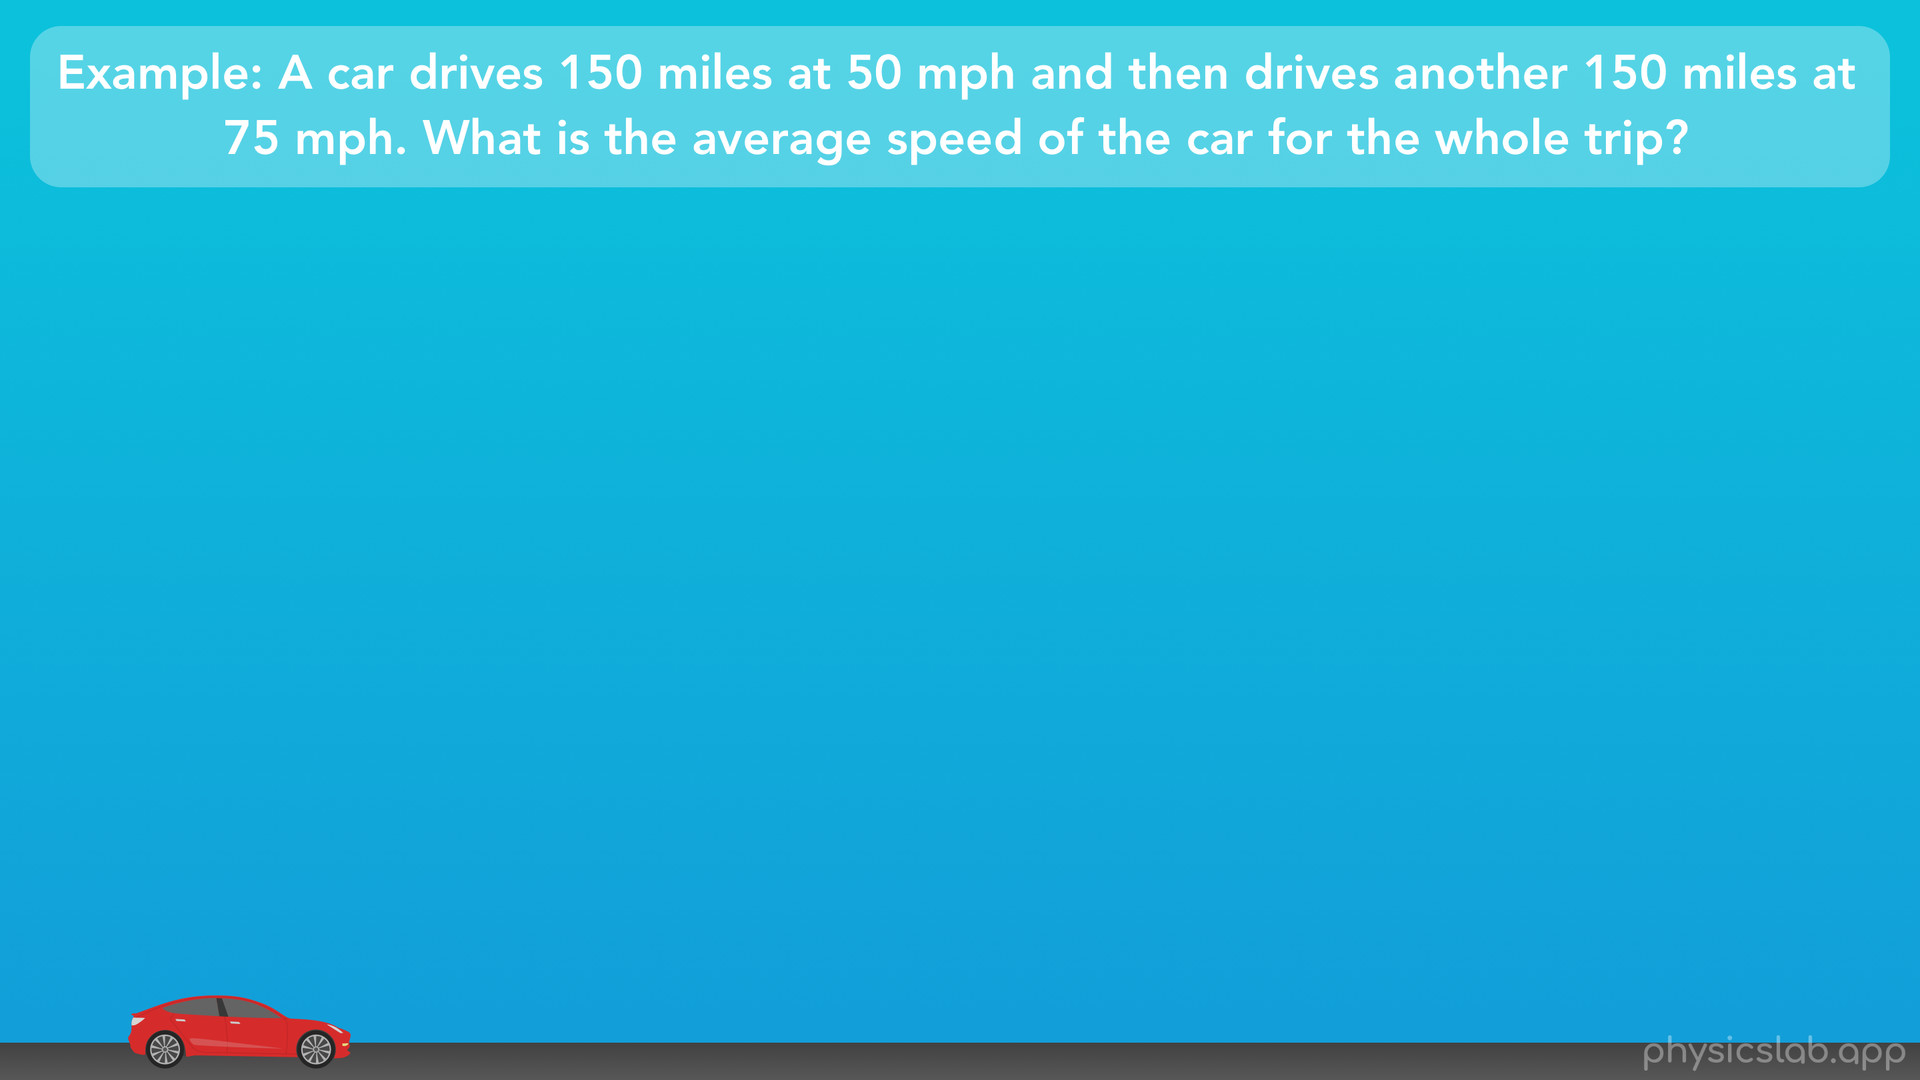 Example: A car drives 150 miles at 50 mph and then drives another 150 miles at
75 mph. What is the average speed of the car for the whole trip?
physicslab.app